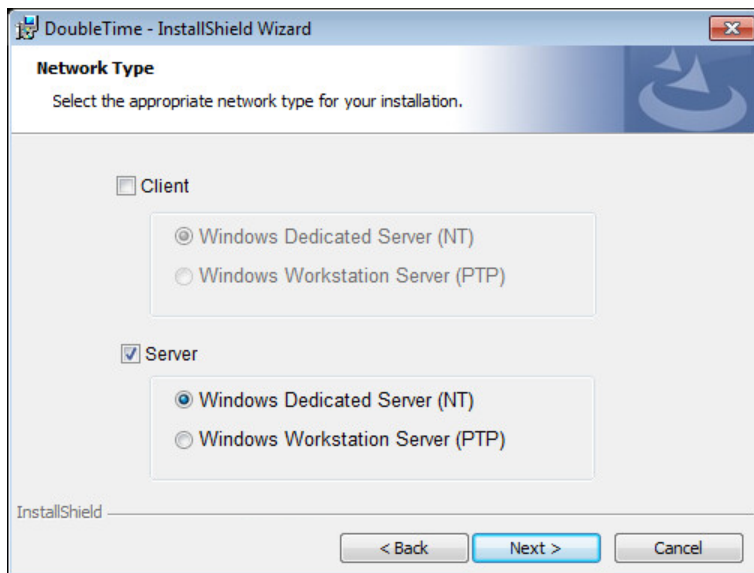 DoubleTime - InstallShield Wizard
Network Type
Select the appropriate network type for your installation.
Client
Windows Dedicated Server (NT)
Windows Workstation Server (PTP)
Server
Windows Dedicated Server (NT)
Windows Workstation Server (PTP)
InstallShield
< Back Next > Cancel